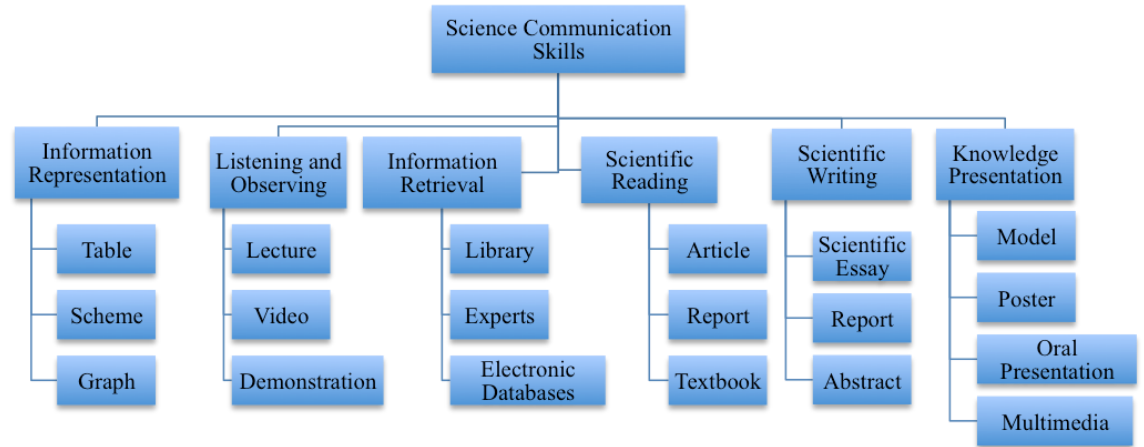 Science Communication
Skills
Information
Representation
Table
Scheme
Graph
Listening and
Observing
Lecture
Video
Demonstration
Information
Retrieval
Library
Experts
Electronic
Databases
Scientific
Reading
Article
Report
Textbook
Scientific
Writing
Scientific
Essay
Report
Abstract
Knowledge
Presentation
Model
Poster
Oral
Presentation
Multimedia